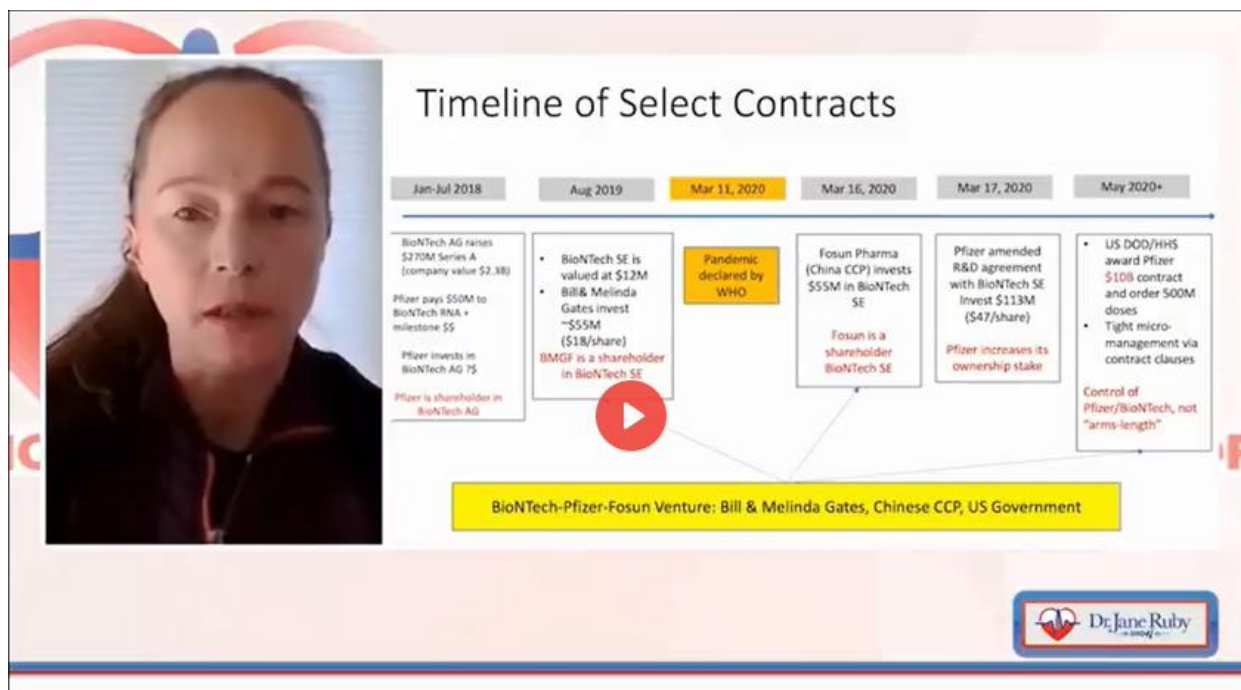 Timeline of Select Contracts
Jan-Jul 2018
Aug 2019
Mar 11, 2020
Mar 16, 2020
Mar 17, 2020
May 2020+
BioNTech AG raises
$270M Series A
(company value $2.3B)
Pfizer pays $50M to
BioNTech RNA +
milestone $$
Pfizer invests in
BioNTech AG ?$
Pfizer is shareholder in
BioNTech AG
• BioNTech SE is
valued at $12M
• Bill& Melinda
Gates invest
~$55M
($18/share)
BMGF is a shareholder
in BioNTech SE
Pandemic
declared by
WHO
Fosun Pharma
(China CCP) invests
$55M in BioNTech
SE
Fosun is a
shareholder
BioNTech SE
Pfizer amended
R&D agreement
with BioNTech SE
Invest $113M
($47/share)
Pfizer increases its
ownership stake
• US DOD/HHS
award Pfizer
$10B contract
and order 500M
doses
• Tight micro-
management via
contract clauses
Control of
Pfizer/BioNTech, not
"arms-length"
BioNTech-Pfizer-Fosun Venture: Bill & Melinda Gates, Chinese CCP, US Government
Dr. Jane Ruby
SHOW